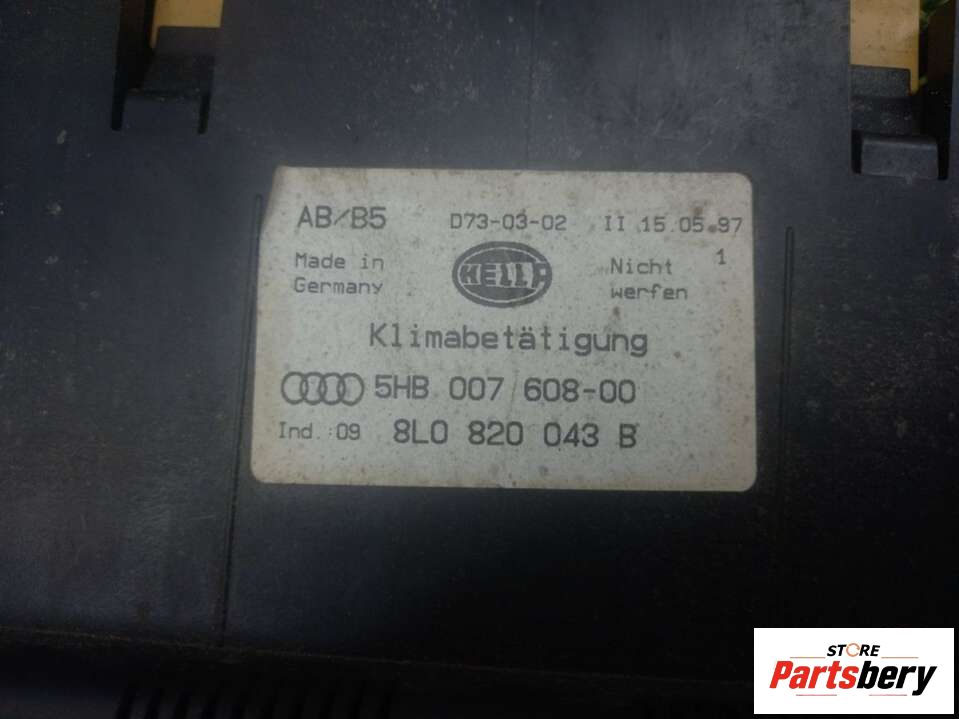 AB/B5 D73-03-02 II 15.05.97
Made in Germany
HELLA
Nicht werfen
1
Klimabetätigung
5HB 007 608-00
Ind.:09 8L0 820 043 B
STORE
Partsbery